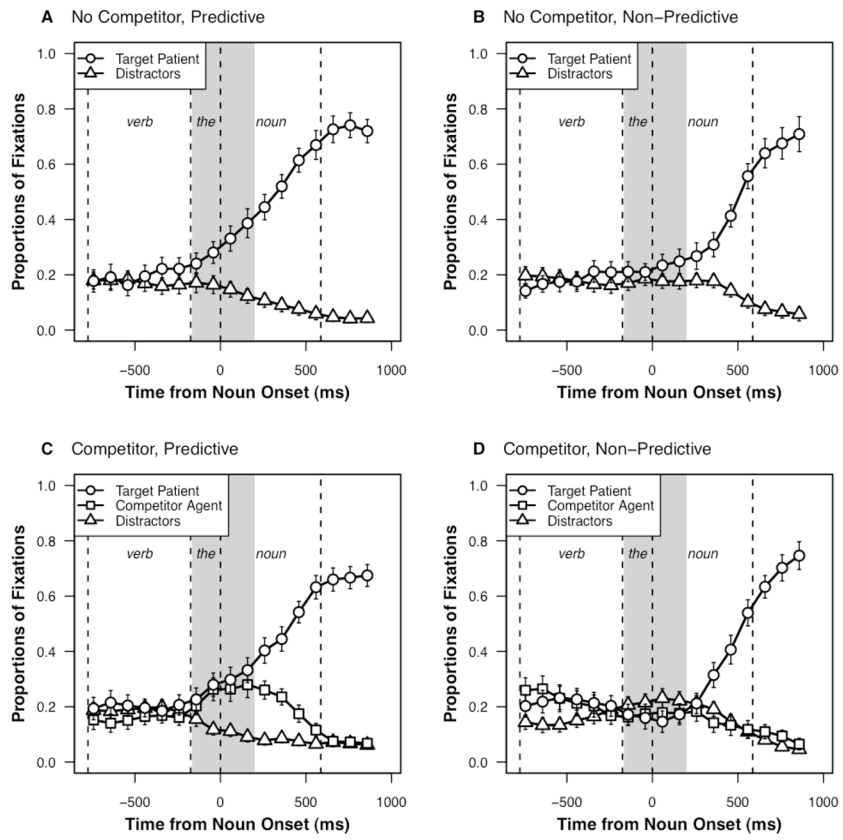 A No Competitor, Predictive
Target Patient
Distractors
verb the noun
1.0
0.8
0.6
0.4
0.2
0.0
Proportions of Fixations
−500 0 500 1000
Time from Noun Onset (ms)
B No Competitor, Non−Predictive
Target Patient
Distractors
verb the noun
1.0
0.8
0.6
0.4
0.2
0.0
Proportions of Fixations
−500 0 500 1000
Time from Noun Onset (ms)
C Competitor, Predictive
Target Patient
Competitor Agent
Distractors
verb the noun
1.0
0.8
0.6
0.4
0.2
0.0
Proportions of Fixations
−500 0 500 1000
Time from Noun Onset (ms)
D Competitor, Non−Predictive
Target Patient
Competitor Agent
Distractors
verb the noun
1.0
0.8
0.6
0.4
0.2
0.0
Proportions of Fixations
−500 0 500 1000
Time from Noun Onset (ms)